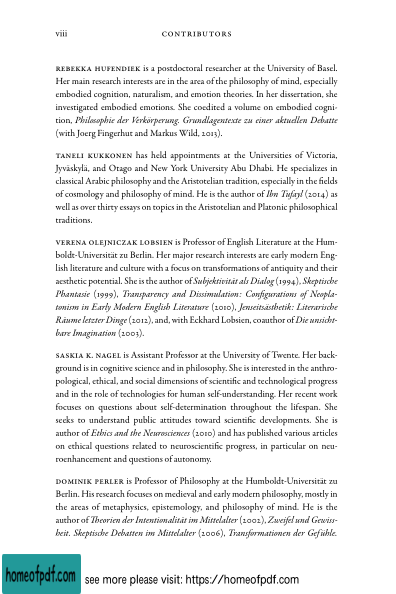 viii
CONTRIBUTORS
REBEKKA HUFENDIEK is a postdoctoral researcher at the University of Basel.
Her main research interests are in the area of the philosophy of mind, especially
embodied cognition, naturalism, and emotion theories. In her dissertation, she
investigated embodied emotions. She coedited a volume on embodied cogni-
tion, Philosophie der Verkörperung. Grundlagentexte zu einer aktuellen Debatte
(with Joerg Fingerhut and Markus Wild, 2013).
TANELI KUKKONEN has held appointments at the Universities of Victoria,
Jyväskylä, and Otago and New York University Abu Dhabi. He specializes in
classical Arabic philosophy and the Aristotelian tradition, especially in the fields
of cosmology and philosophy of mind. He is the author of Ibn Tufayl (2014) as
well as over thirty essays on topics in the Aristotelian and Platonic philosophical
traditions.
VERENA OLEJNICZAK LOBSIEN is Professor of English Literature at the Hum-
boldt-Universität zu Berlin. Her major research interests are early modern Eng-
lish literature and culture with a focus on transformations of antiquity and their
aesthetic potential. She is the author of Subjektivität als Dialog (1994), Skeptische
Phantasie (1999), Transparency and Dissimulation: Configurations of Neopla-
tonism in Early Modern English Literature (2010), Jenseitsästhetik: Literarische
Räume letzter Dinge (2012), and, with Eckhard Lobsien, coauthor of Die unsicht-
bare Imagination (2003).
SASKIA K. NAGEL is Assistant Professor at the University of Twente. Her back-
ground is in cognitive science and in philosophy. She is interested in the anthro-
pological, ethical, and social dimensions of scientific and technological progress
and in the role of technologies for human self-understanding. Her recent work
focuses on questions about self-determination throughout the lifespan. She
seeks to understand public attitudes toward scientific developments. She is
author of Ethics and the Neurosciences (2010) and has published various articles
on ethical questions related to neuroscientific progress, in particular on neu-
roenhancement and questions of autonomy.
DOMINIK PERLER is Professor of Philosophy at the Humboldt-Universität zu
Berlin. His research focuses on medieval and early modern philosophy, mostly in
the areas of metaphysics, epistemology, and philosophy of mind. He is the
author of Theorien der Intentionalität im Mittelalter (2002), Zweifel und Gewiss-
heit. Skeptische Debatten im Mittelalter (2006), Transformationen der Gefühle.
homeofpdf.com
see more please visit: https://homeofpdf.com